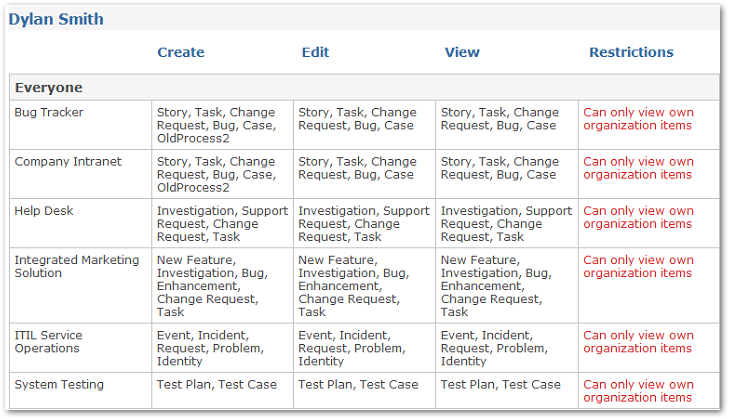 Dylan Smith
Create Edit View Restrictions
Everyone
Bug Tracker
Story, Task, Change
Request, Bug, Case,
OldProcess2
Story, Task, Change
Request, Bug, Case
Story, Task, Change
Request, Bug, Case
Can only view own
organization items
Company Intranet
Story, Task, Change
Request, Bug, Case,
OldProcess2
Story, Task, Change
Request, Bug, Case
Story, Task, Change
Request, Bug, Case
Can only view own
organization items
Help Desk
Investigation, Support
Request, Change
Request, Task
Investigation, Support
Request, Change
Request, Task
Investigation, Support
Request, Change
Request, Task
Can only view own
organization items
Integrated Marketing
Solution
New Feature,
Investigation, Bug,
Enhancement,
Change Request,
Task
New Feature,
Investigation, Bug,
Enhancement,
Change Request,
Task
New Feature,
Investigation, Bug,
Enhancement,
Change Request,
Task
Can only view own
organization items
ITIL Service
Operations
Event, Incident,
Request, Problem,
Identity
Event, Incident,
Request, Problem,
Identity
Event, Incident,
Request, Problem,
Identity
Can only view own
organization items
System Testing
Test Plan, Test Case
Test Plan, Test Case
Test Plan, Test Case
Can only view own
organization items